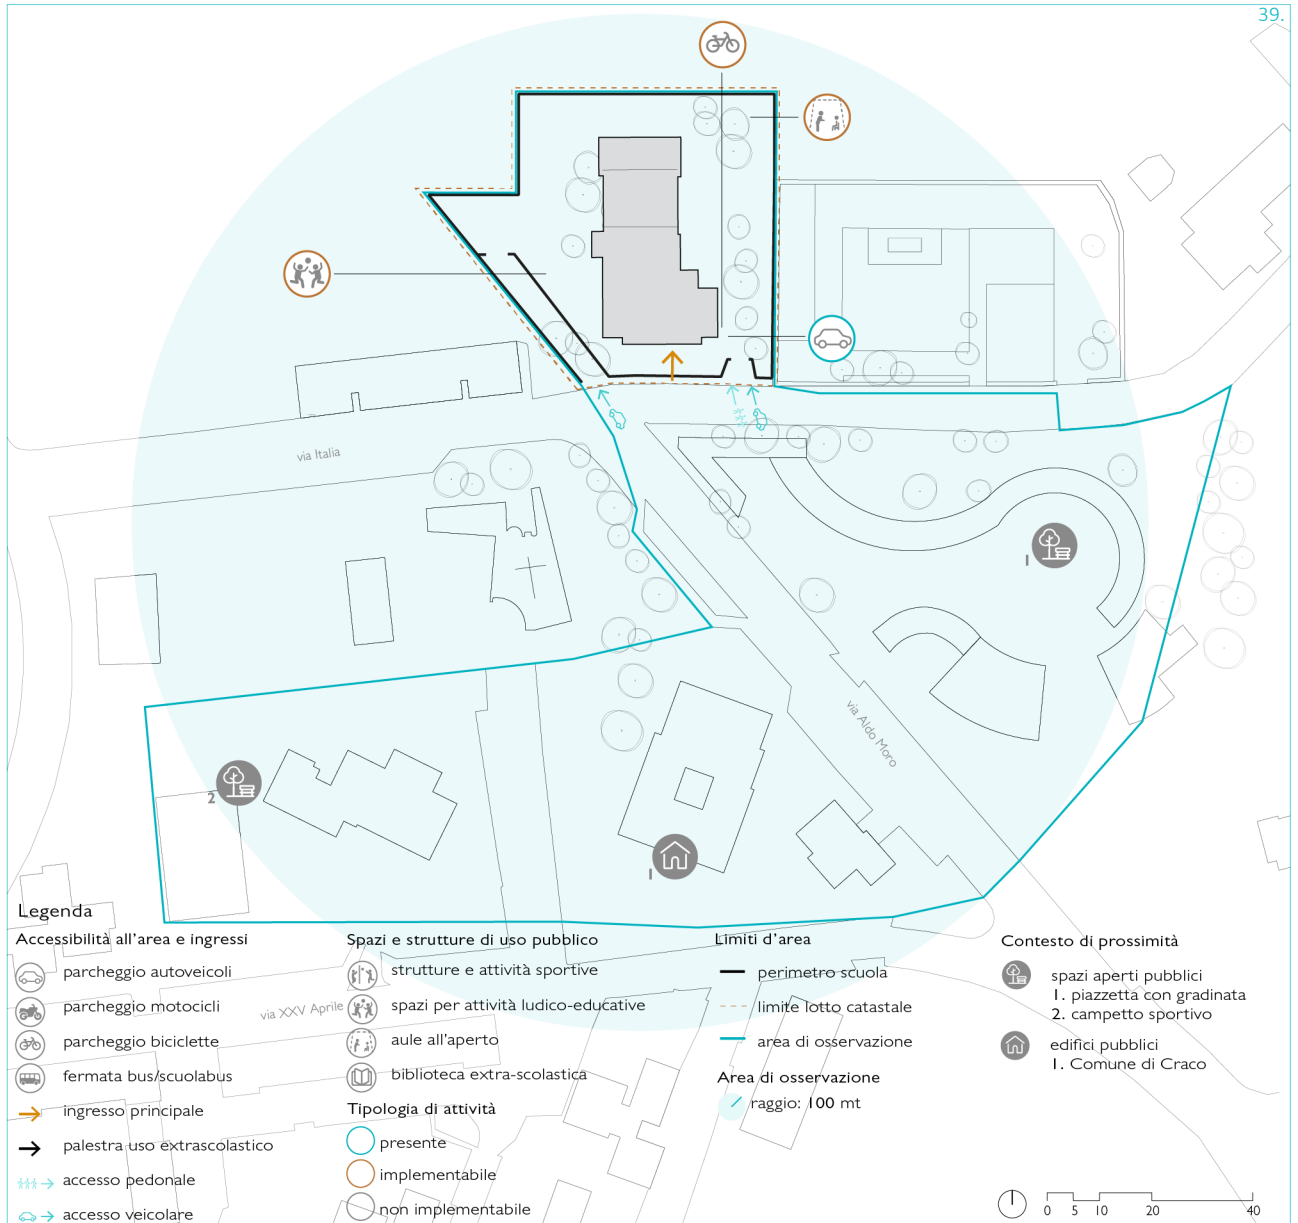 39.
via Italia
1
via Aldo Moro
2
1
via XXV Aprile
Legenda
Accessibilità all'area e ingressi
parcheggio autoveicoli
parcheggio motocicli
parcheggio biciclette
fermata bus/scuolabus
ingresso principale
palestra uso extrascolastico
accesso pedonale
accesso veicolare
Spazi e strutture di uso pubblico
strutture e attività sportive
spazi per attività ludico-educative
aule all'aperto
biblioteca extra-scolastica
Tipologia di attività
presente
implementabile
non implementabile
Limiti d'area
perimetro scuola
limite lotto catastale
area di osservazione
Area di osservazione
raggio: 100 mt
Contesto di prossimità
spazi aperti pubblici
1. piazzetta con gradinata
2. campetto sportivo
edifici pubblici
1. Comune di Craco
0 5 10 20 40